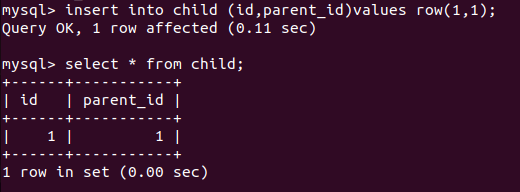 mysql> insert into child (id,parent_id)values row(1,1);
Query OK, 1 row affected (0.11 sec)

mysql> select * from child;
+------+-----------+
| id   | parent_id |
+------+-----------+
|    1 |         1 |
+------+-----------+
1 row in set (0.00 sec)